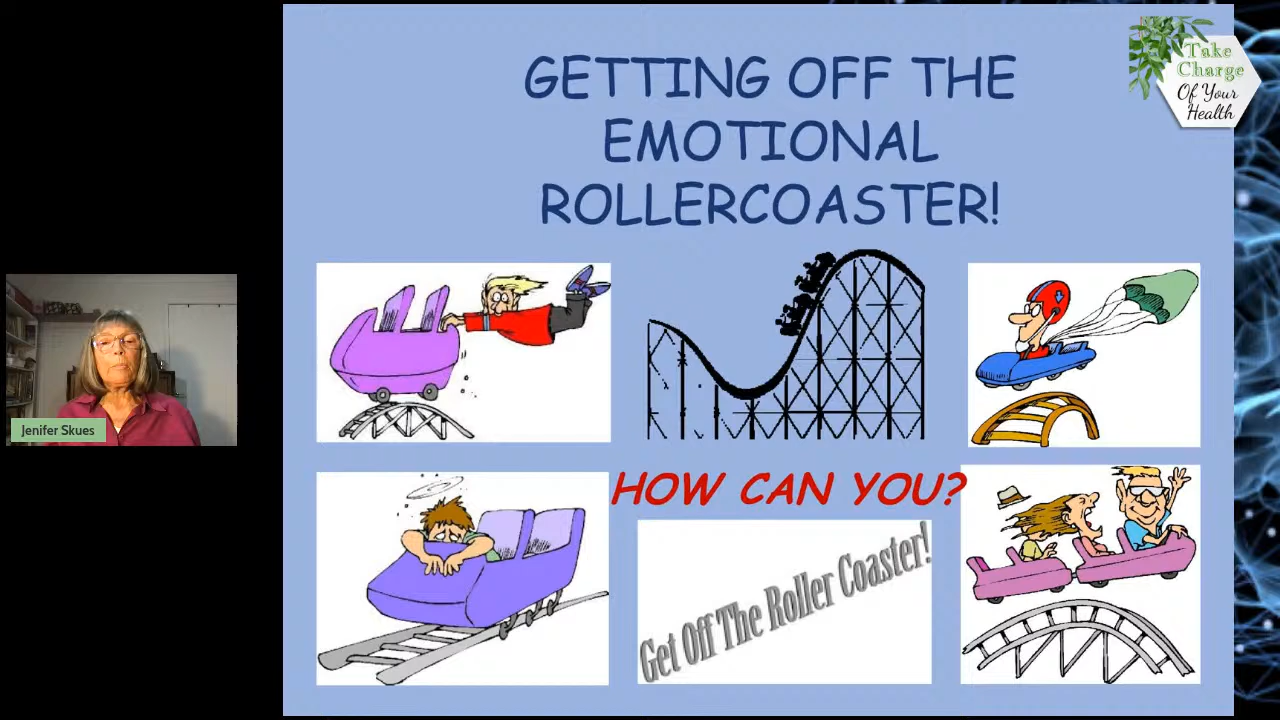 GETTING OFF THE
EMOTIONAL
ROLLERCOASTER!
Take
Charge
Of Your
Health
Jenifer Skues
HOW CAN YOU?
Get Off The Roller Coaster!